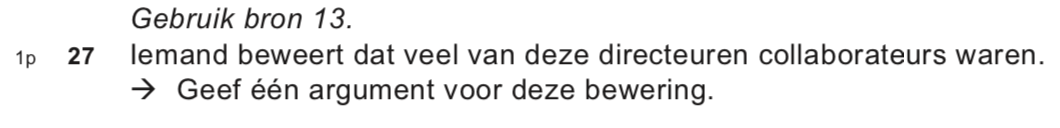 Gebruik bron 13.
1p 27 Iemand beweert dat veel van deze directeuren collaborateurs waren.
→ Geef één argument voor deze bewering.